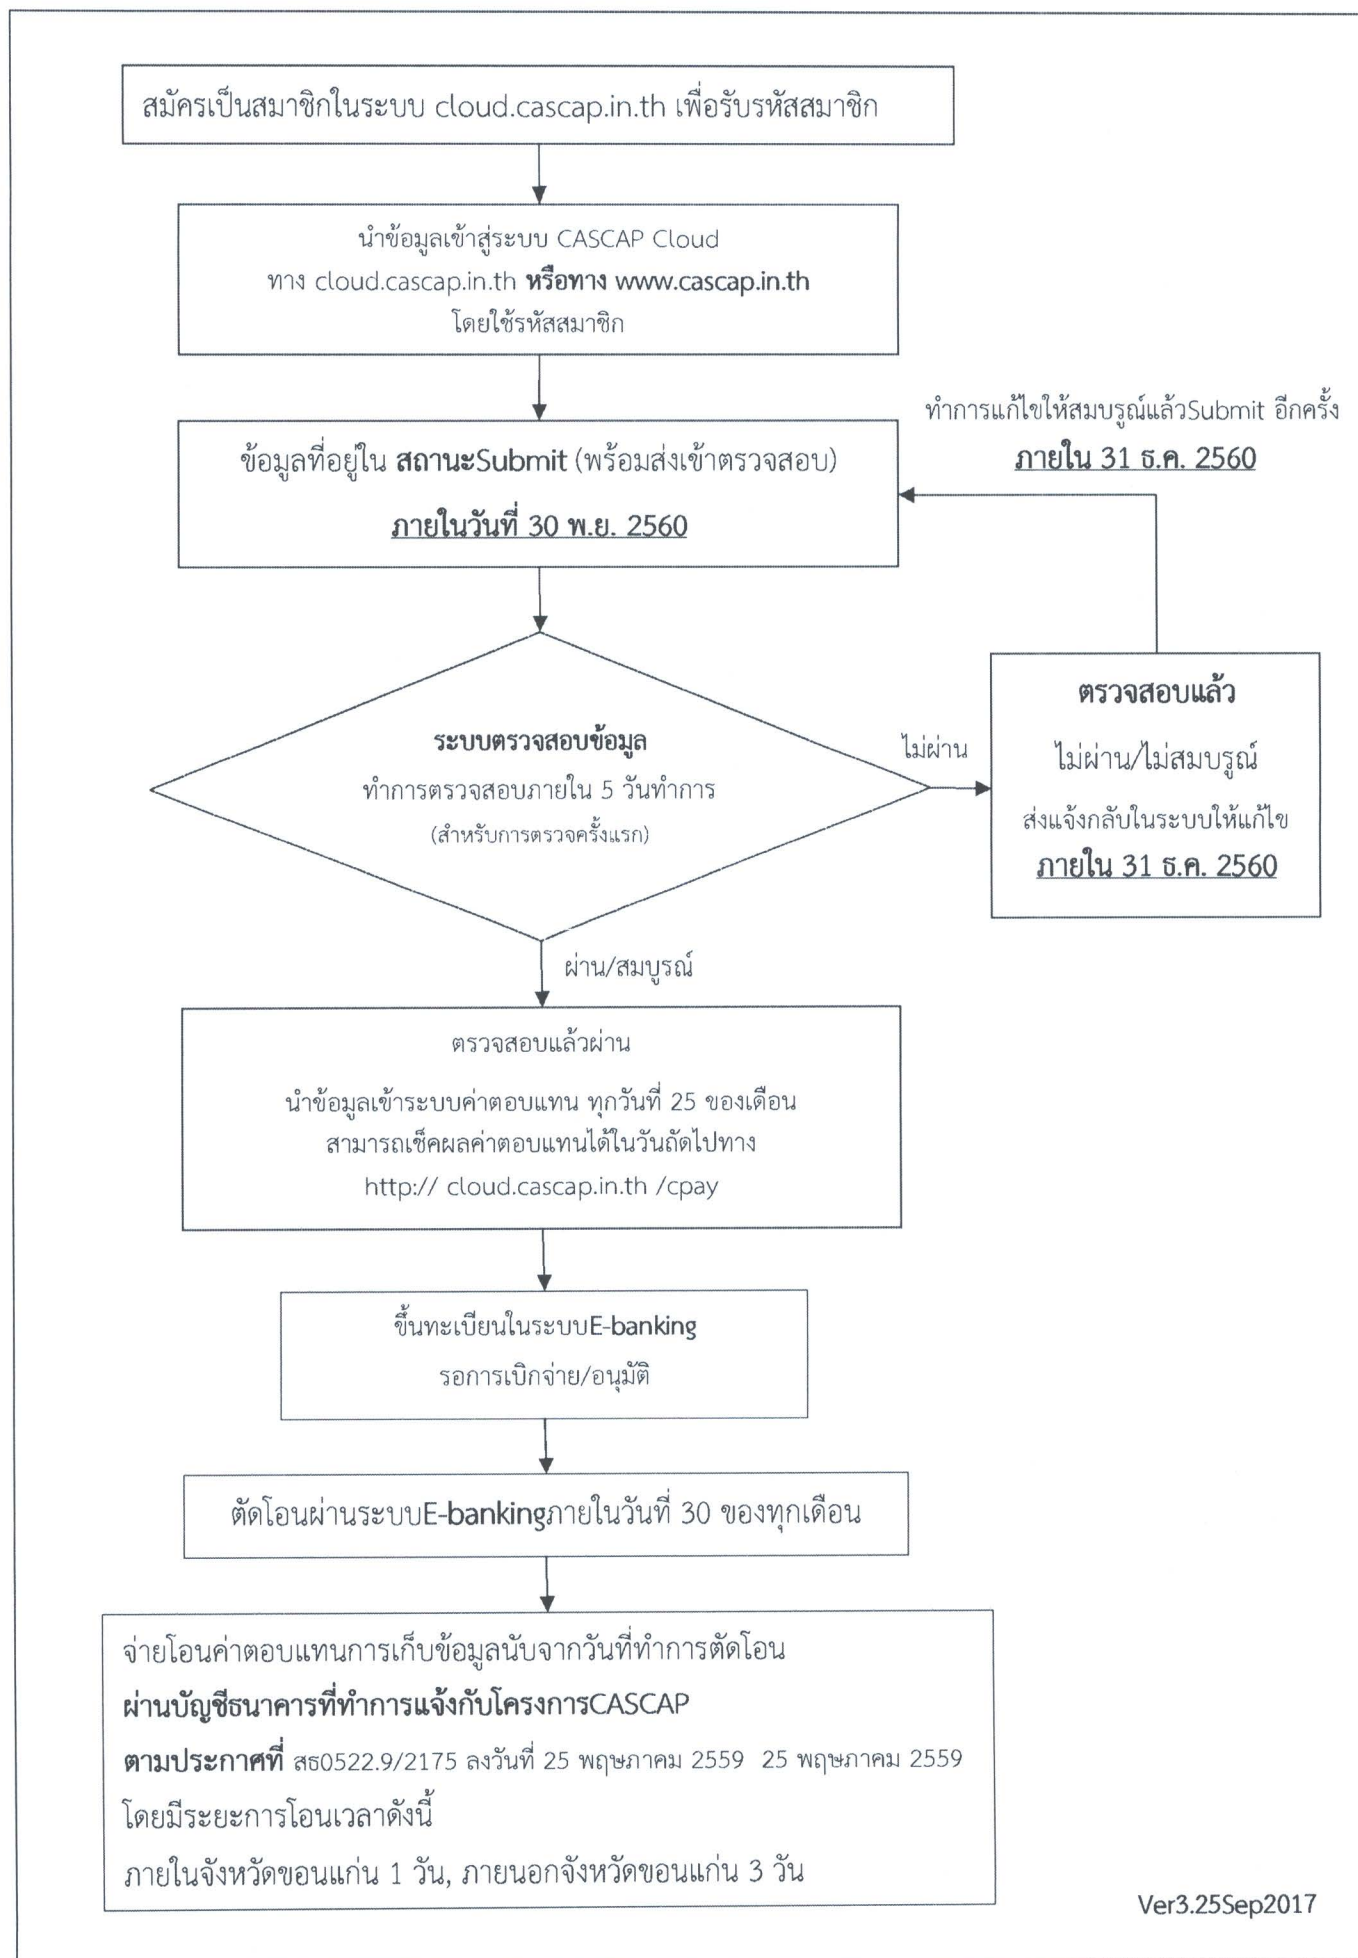 สมัครเป็นสมาชิกในระบบ cloud.cascap.in.th เพื่อรับรหัสสมาชิก
นำข้อมูลเข้าสู่ระบบ CASCAP Cloud
ทาง cloud.cascap.in.th หรือทาง www.cascap.in.th
โดยใช้รหัสสมาชิก
ทำการแก้ไขให้สมบรูณ์แล้วSubmit อีกครั้ง
ภายใน 31 ธ.ค. 2560
ข้อมูลที่อยู่ใน สถานะSubmit (พร้อมส่งเข้าตรวจสอบ)
ภายในวันที่ 30 พ.ย. 2560
ระบบตรวจสอบข้อมูล
ทำการตรวจสอบภายใน 5 วันทำการ
(สำหรับการตรวจครั้งแรก)
ไม่ผ่าน
ตรวจสอบแล้ว
ไม่ผ่าน/ไม่สมบรูณ์
ส่งแจ้งกลับในระบบให้แก้ไข
ภายใน 31 ธ.ค. 2560
ผ่าน/สมบูรณ์
ตรวจสอบแล้วผ่าน
นำข้อมูลเข้าระบบค่าตอบแทน ทุกวันที่ 25 ของเดือน
สามารถเช็คผลค่าตอบแทนได้ในวันถัดไปทาง
http:// cloud.cascap.in.th /cpay
ขึ้นทะเบียนในระบบE-banking
รอการเบิกจ่าย/อนุมัติ
ตัดโอนผ่านระบบE-bankingภายในวันที่ 30 ของทุกเดือน
จ่ายโอนค่าตอบแทนการเก็บข้อมูลนับจากวันที่ทำการตัดโอน
ผ่านบัญชีธนาคารที่ทำการแจ้งกับโครงการCASCAP
ตามประกาศที่ สธ0522.9/2175 ลงวันที่ 25 พฤษภาคม 2559 25 พฤษภาคม 2559
โดยมีระยะการโอนเวลาดังนี้
ภายในจังหวัดขอนแก่น 1 วัน, ภายนอกจังหวัดขอนแก่น 3 วัน
Ver3.25Sep2017